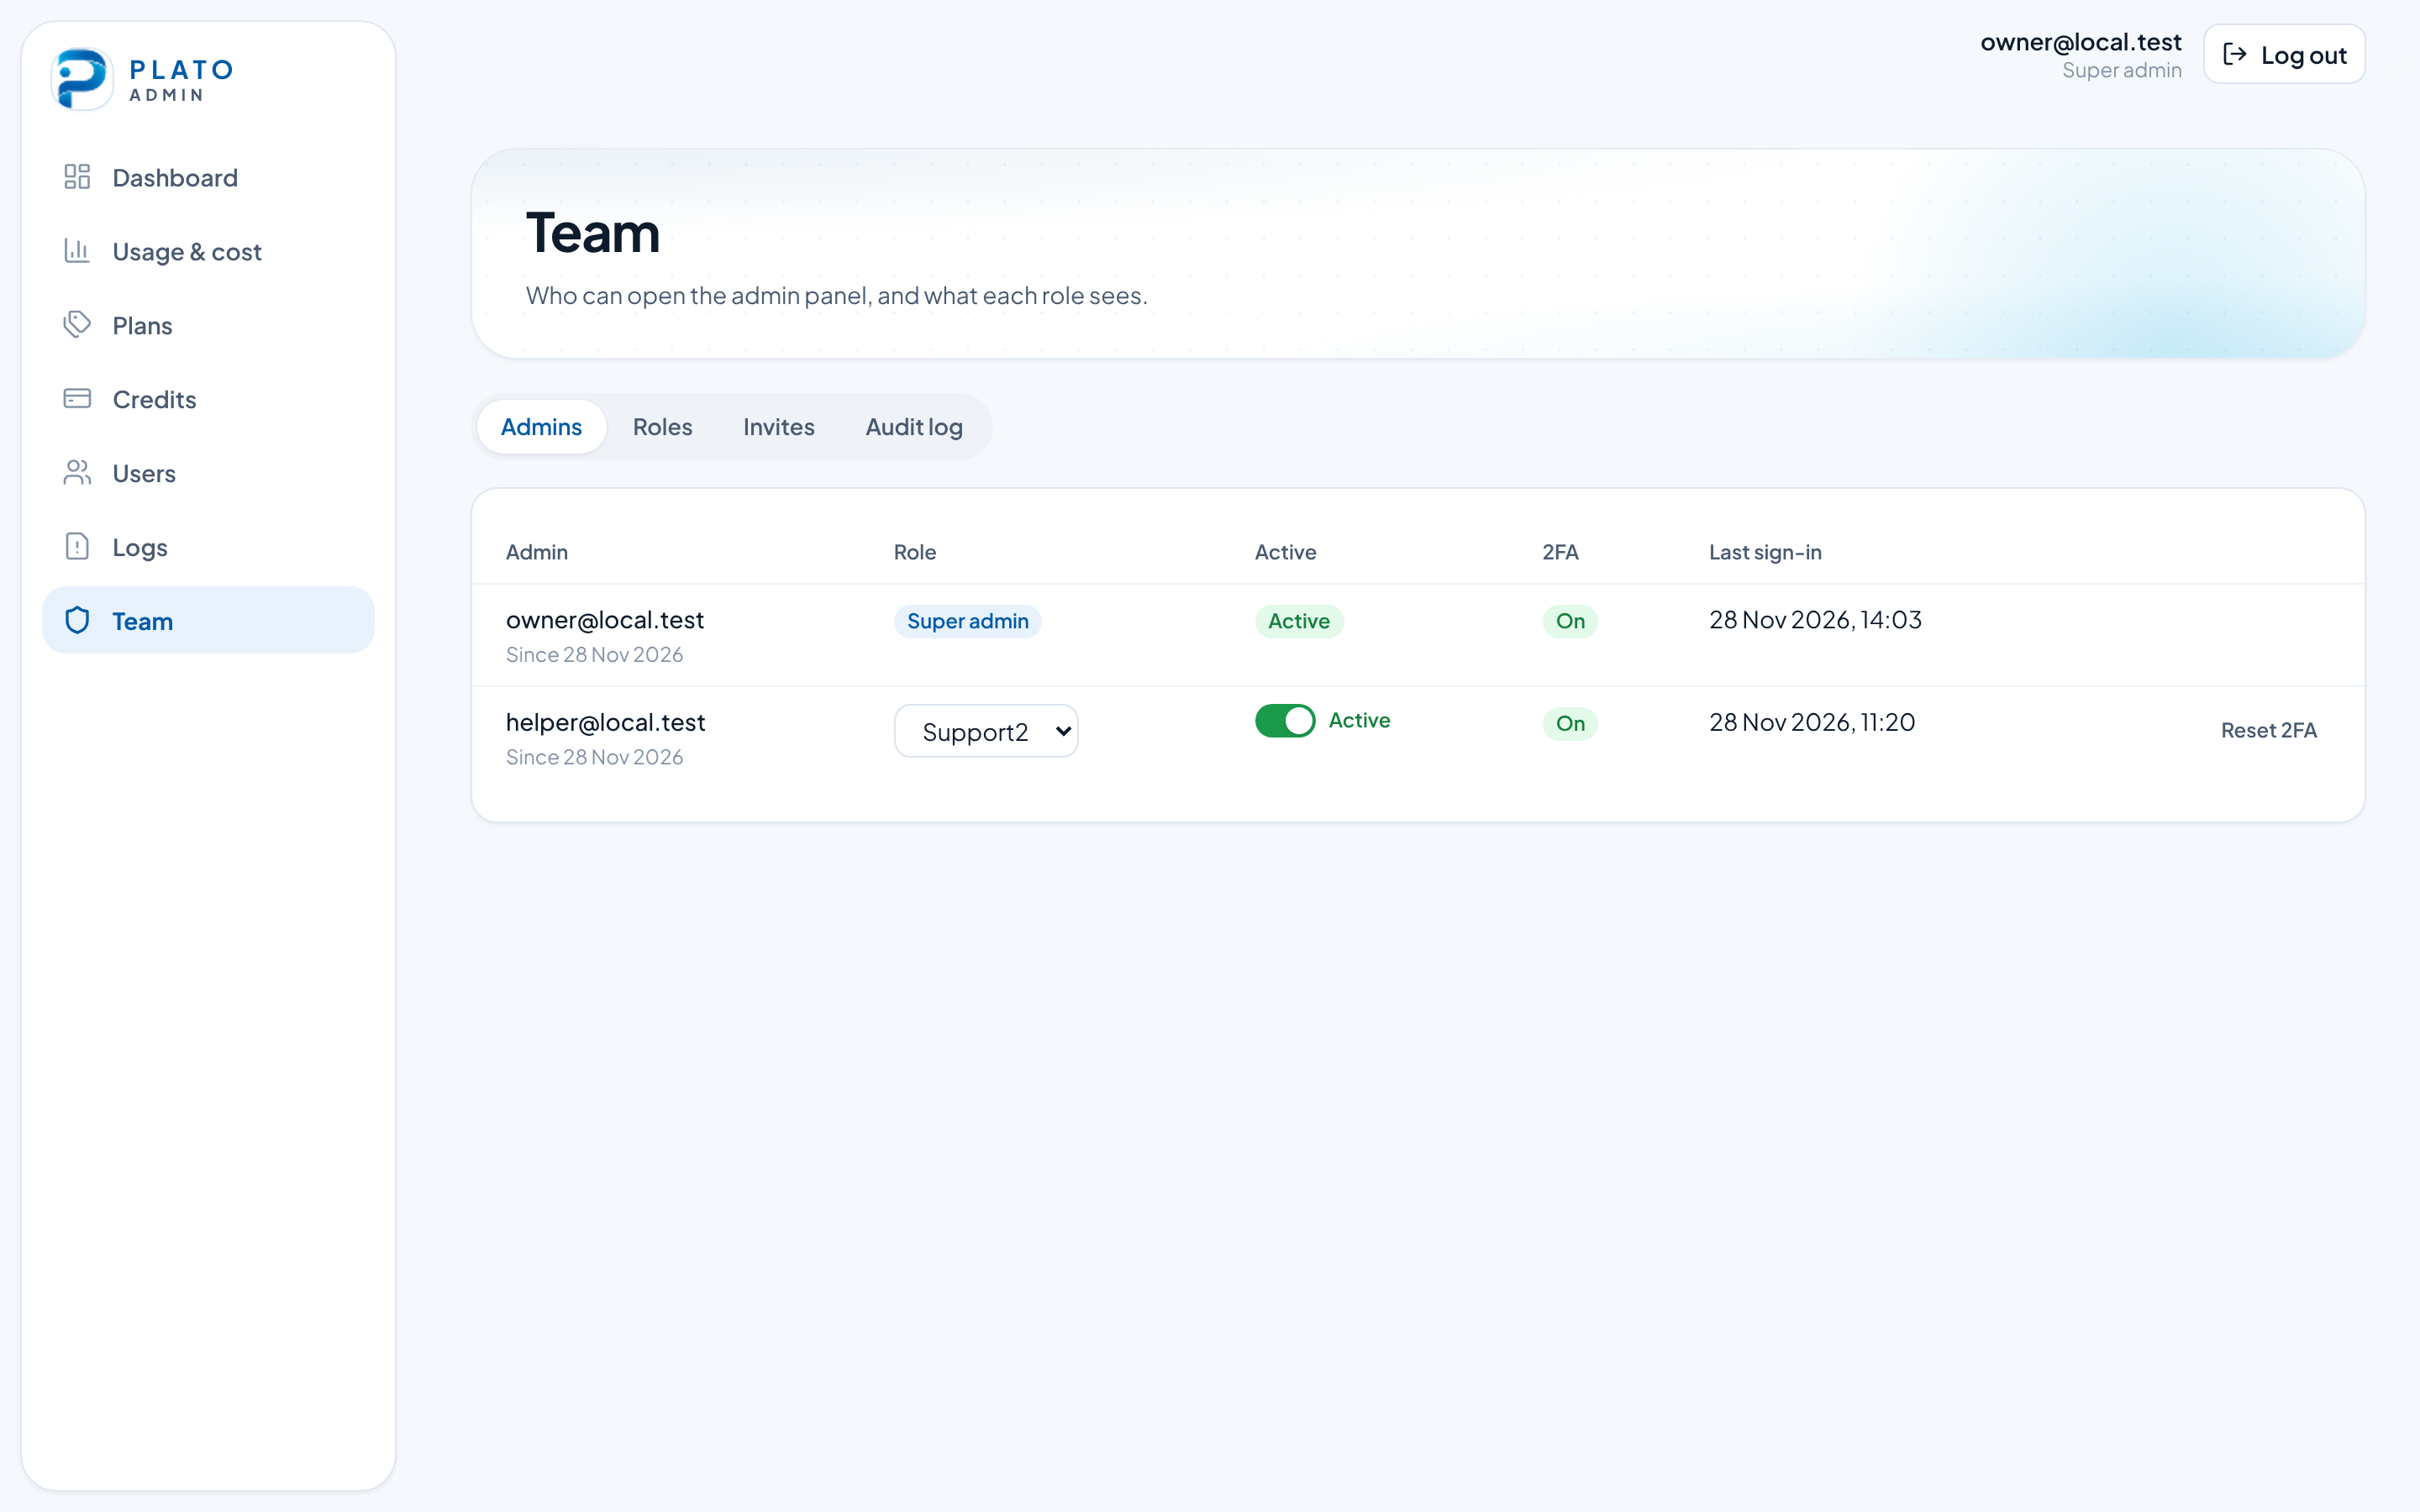 PLATO
ADMIN
Dashboard
Usage & cost
Plans
Credits
Users
Logs
Team
owner@local.test
Super admin
Log out
Team
Who can open the admin panel, and what each role sees.
Admins Roles Invites Audit log
Admin Role Active 2FA Last sign-in
owner@local.test Super admin Active On 28 Nov 2026, 14:03
Since 28 Nov 2026
helper@local.test Support2 Active On 28 Nov 2026, 11:20 Reset 2FA
Since 28 Nov 2026